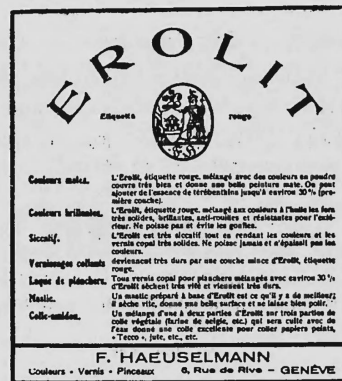 EROLIT
Etiquette rouge
Couleurs mates. L'Erolit, étiquette rouge, mélangé avec des couleurs en poudre
couvre très bien et donne une belle peinture mate. On peut
ajouter de l'essence de térébenthine jusqu'à environ 30 % (pre-
mière couche).
Couleurs brillantes. L'Erolit, étiquette rouge, mélangé aux couleurs à l'huile les fera
très solides, brillantes, anti-rouille et résistantes pour l'exté-
rieur. Ne poisse pas et évite les gouttes.
Siccatif. L'Erolit est très siccatif tout en rendant les couleurs et les
vernis copal très solides. Ne poisse jamais et n'épaissit pas les
couleurs.
Vernissages collants deviennent très durs par une couche mince d'Erolit, étiquette
rouge.
Laque de planchers. Tous vernis copal pour planchers mélangés avec environ 30 %
d'Erolit sèchent très vite et viennent très durs.
Mastic. Un mastic préparé à base d'Erolit est ce qu'il y a de meilleur;
il sèche vite, donne une belle surface et se laisse bien polir.
Un mélange d'une à deux parties d'Erolit sur trois parties de
colle végétale (farine de seigle, etc.) qui sera cuite avec de
l'eau donne une colle excellente pour coller papiers peints,
« Tecco », jute, etc., etc.
F. HAEUSELMANN
Couleurs - Vernis - Pinceaux 6, Rue de Rive - GENÈVE